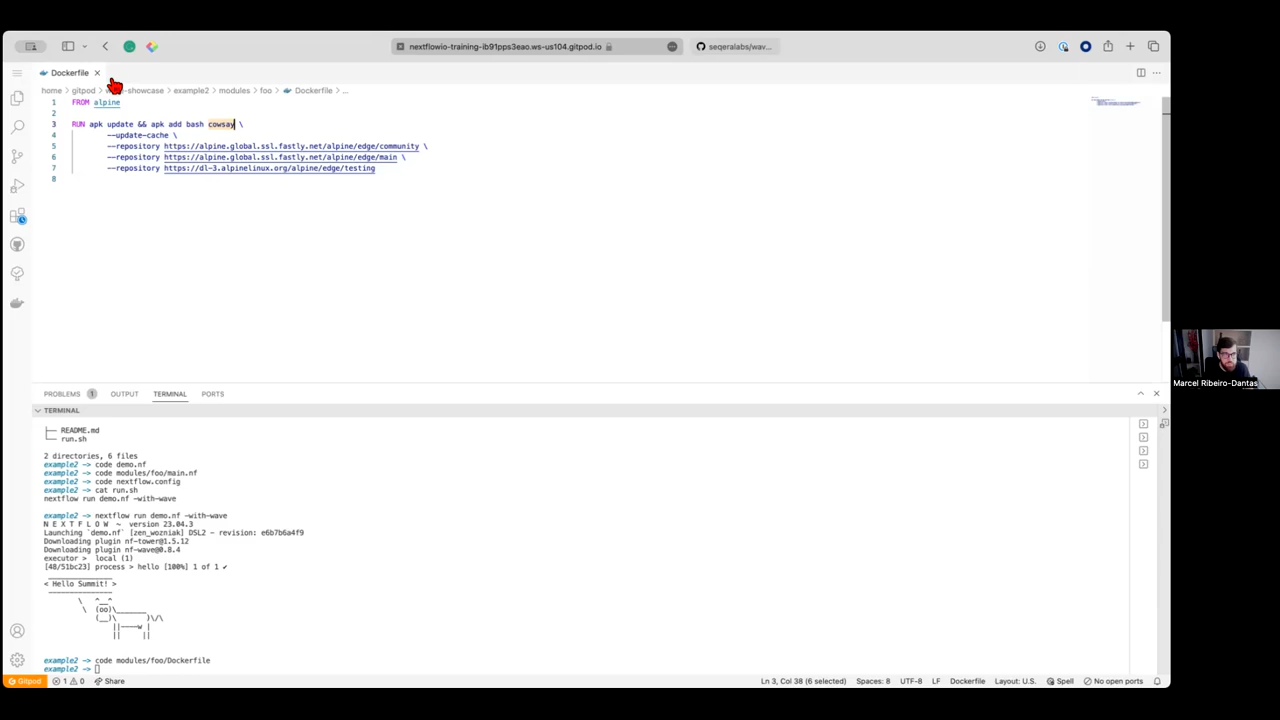 nextflowio-training-ib91pps3eao.ws-us104.gitpod.io
seqeralabs/wav...
Dockerfile
home > gitpod > -showcase > example2 > modules > foo > Dockerfile > ...
1 FROM alpine
2
3 RUN apk update && apk add bash cowsay \
4 --update-cache \
5 --repository https://alpine.global.ssl.fastly.net/alpine/edge/community \
6 --repository https://alpine.global.ssl.fastly.net/alpine/edge/main \
7 --repository https://dl-3.alpinelinux.org/alpine/edge/testing
8
Marcel Ribeiro-Dantas
PROBLEMS 1 OUTPUT TERMINAL PORTS
TERMINAL
├── README.md
└── run.sh
2 directories, 6 files
example2 -> code demo.nf
example2 -> code modules/foo/main.nf
example2 -> code nextflow.config
example2 -> cat run.sh
nextflow run demo.nf -with-wave
example2 -> nextflow run demo.nf -with-wave
N E X T F L O W ~ version 23.04.3
Launching `demo.nf` [zen_wozniak] DSL2 - revision: e6b7b6a4f9
Downloading plugin nf-tower@1.5.12
Downloading plugin nf-wave@0.8.4
executor > local (1)
[48/51bc23] process > hello [100%] 1 of 1 ✔
< Hello Summit! >
\ ^__^
\ (oo)\_______
(__)\ )\/\
||----w |
|| ||
example2 -> code modules/foo/Dockerfile
example2 ->
Gitpod 1 0 Share Ln 3, Col 38 (6 selected) Spaces: 8 UTF-8 LF Dockerfile Layout: U.S. Spell No open ports